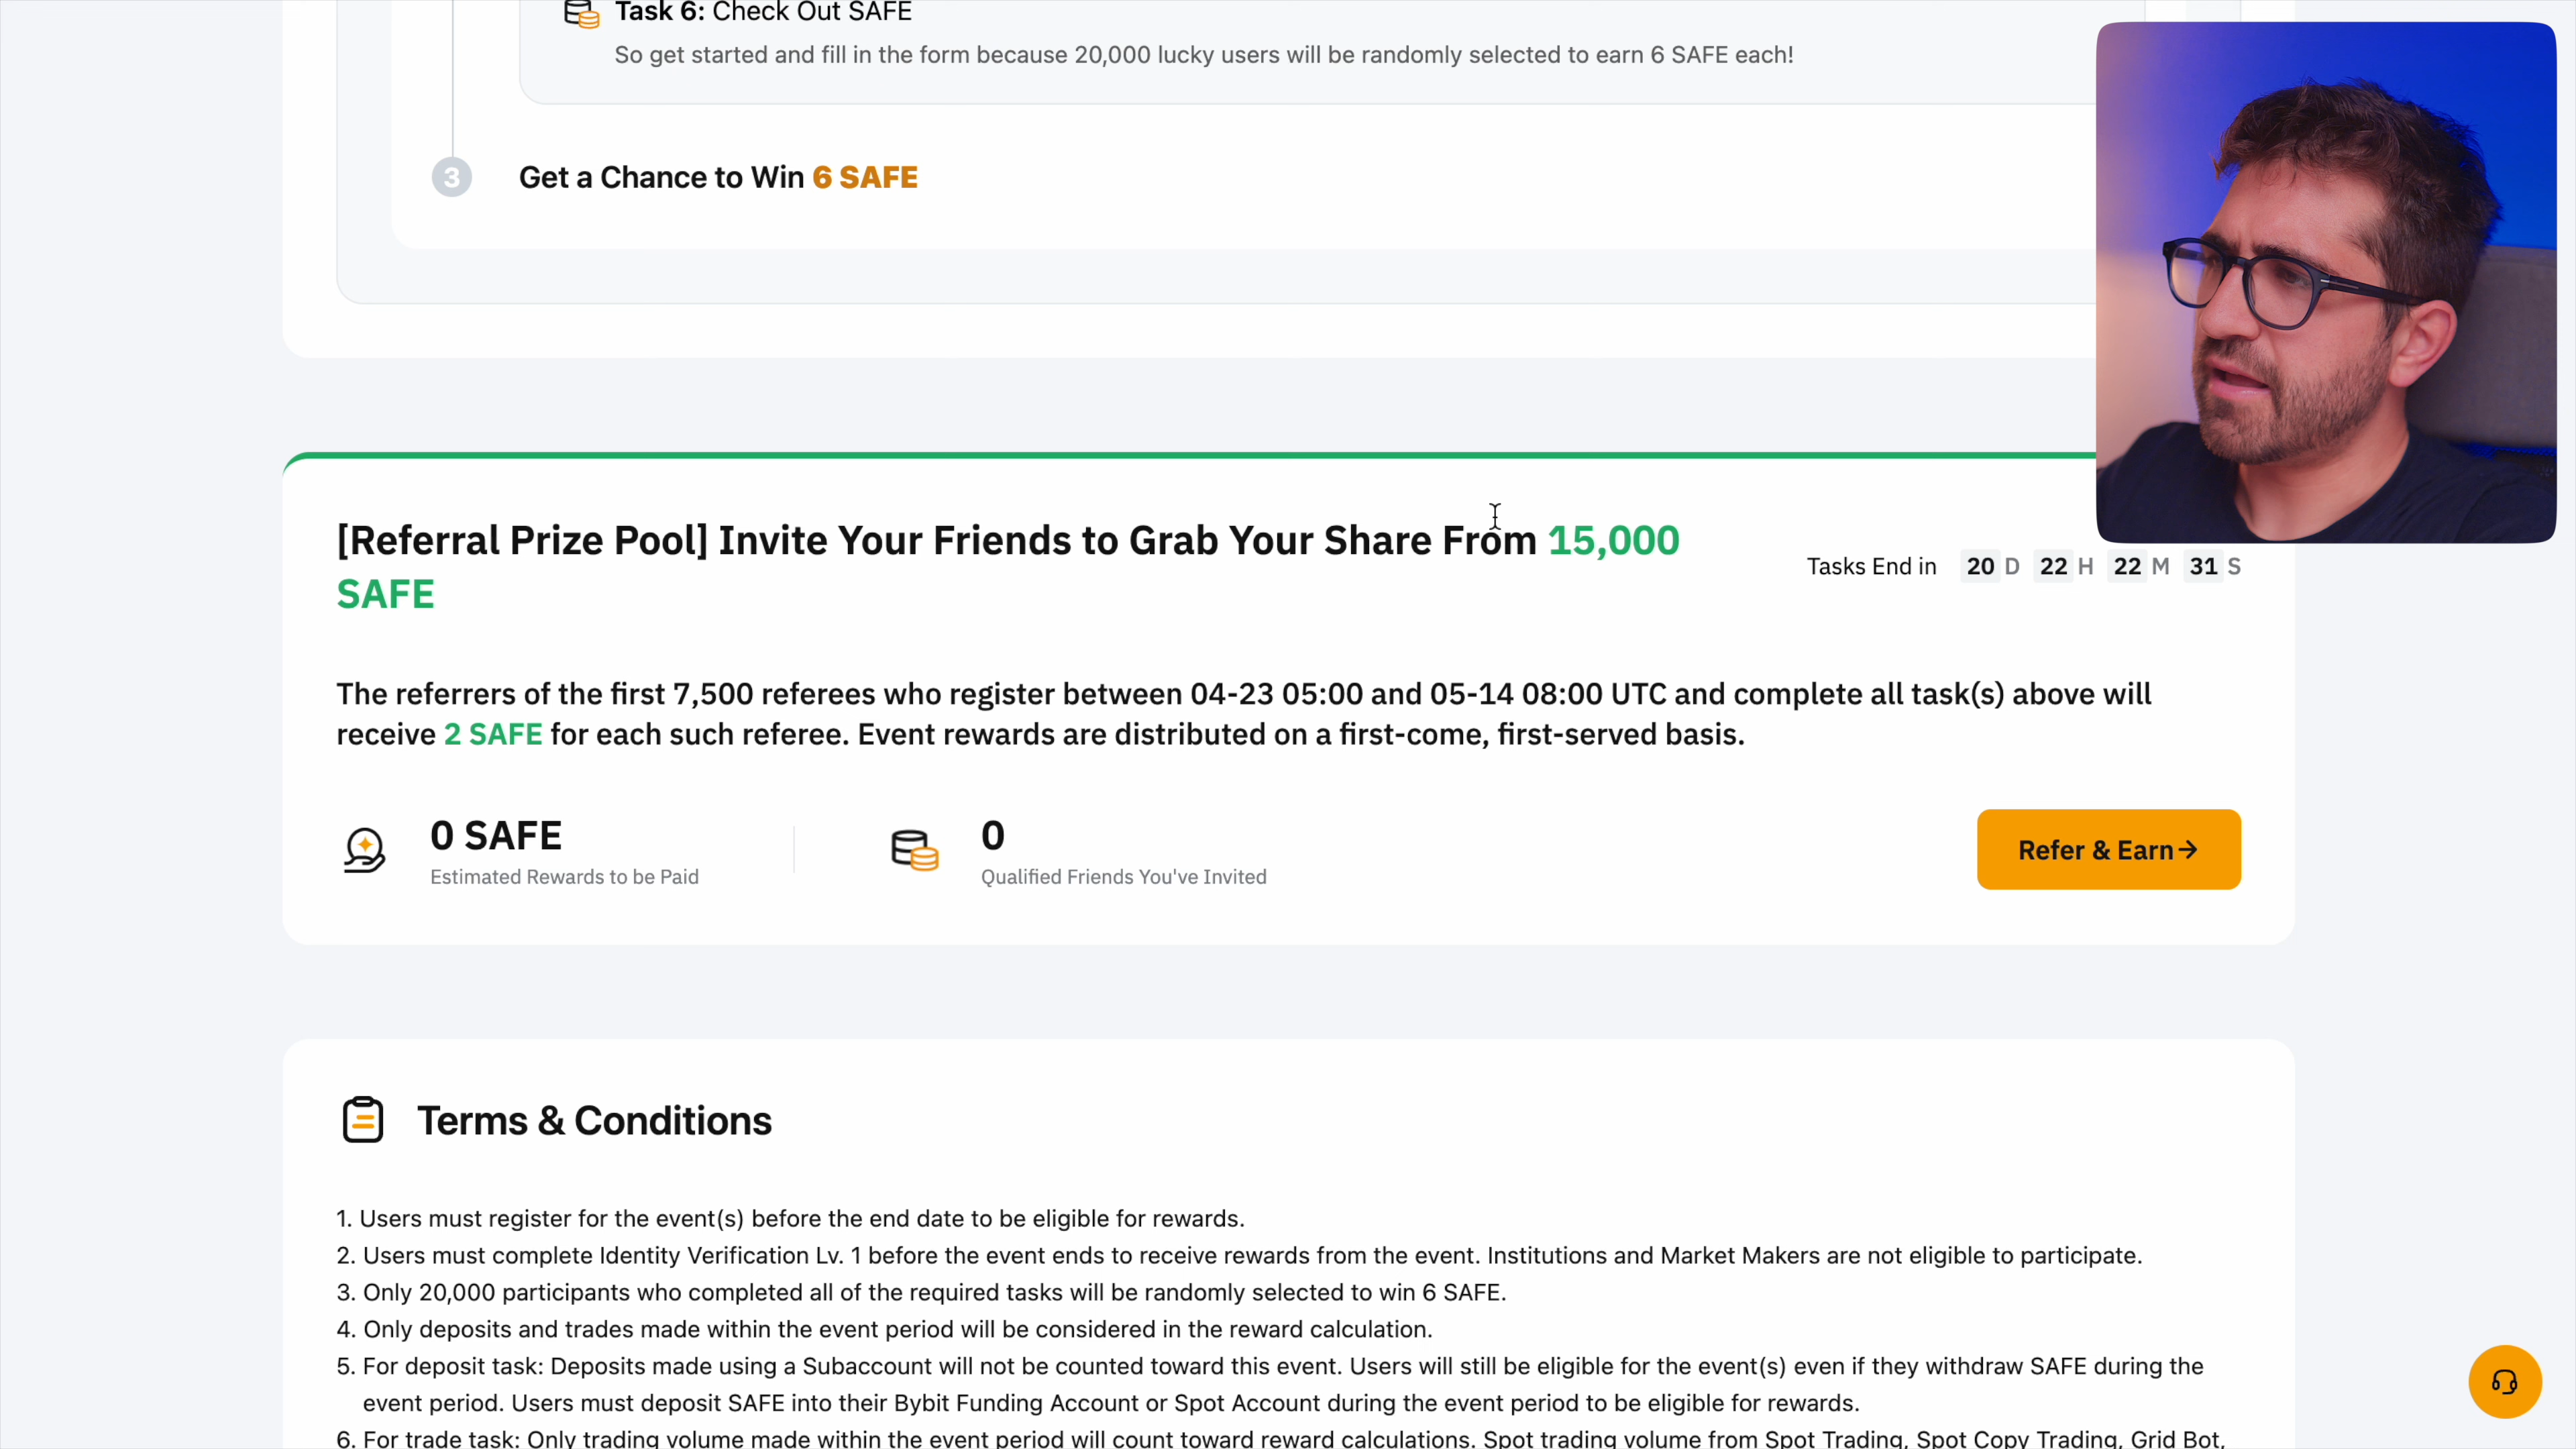 Task 6: Check Out SAFE
So get started and fill in the form because 20,000 lucky users will be randomly selected to earn 6 SAFE each!
3 Get a Chance to Win 6 SAFE
[Referral Prize Pool] Invite Your Friends to Grab Your Share From 15,000
SAFE
Tasks End in 20 D 22 H 22 M 31 S
The referrers of the first 7,500 referees who register between 04-23 05:00 and 05-14 08:00 UTC and complete all task(s) above will
receive 2 SAFE for each such referee. Event rewards are distributed on a first-come, first-served basis.
0 SAFE
Estimated Rewards to be Paid
0
Qualified Friends You've Invited
Refer & Earn→
Terms & Conditions
1. Users must register for the event(s) before the end date to be eligible for rewards.
2. Users must complete Identity Verification Lv. 1 before the event ends to receive rewards from the event. Institutions and Market Makers are not eligible to participate.
3. Only 20,000 participants who completed all of the required tasks will be randomly selected to win 6 SAFE.
4. Only deposits and trades made within the event period will be considered in the reward calculation.
5. For deposit task: Deposits made using a Subaccount will not be counted toward this event. Users will still be eligible for the event(s) even if they withdraw SAFE during the
event period. Users must deposit SAFE into their Bybit Funding Account or Spot Account during the event period to be eligible for rewards.
6. For trade task: Only trading volume made within the event period will count toward reward calculations. Spot trading volume from Spot Trading, Spot Copy Trading, Grid Bot,